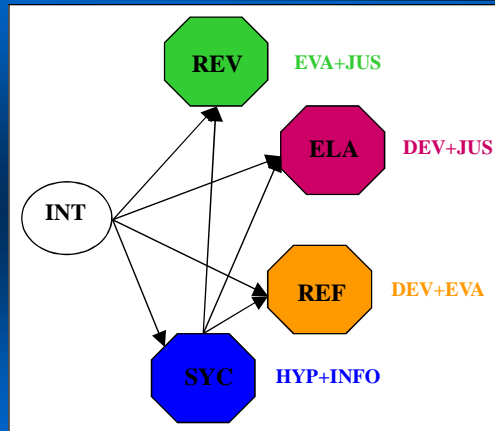 REV EVA+JUS
ELA DEV+JUS
INT
REF DEV+EVA
SYC HYP+INFO